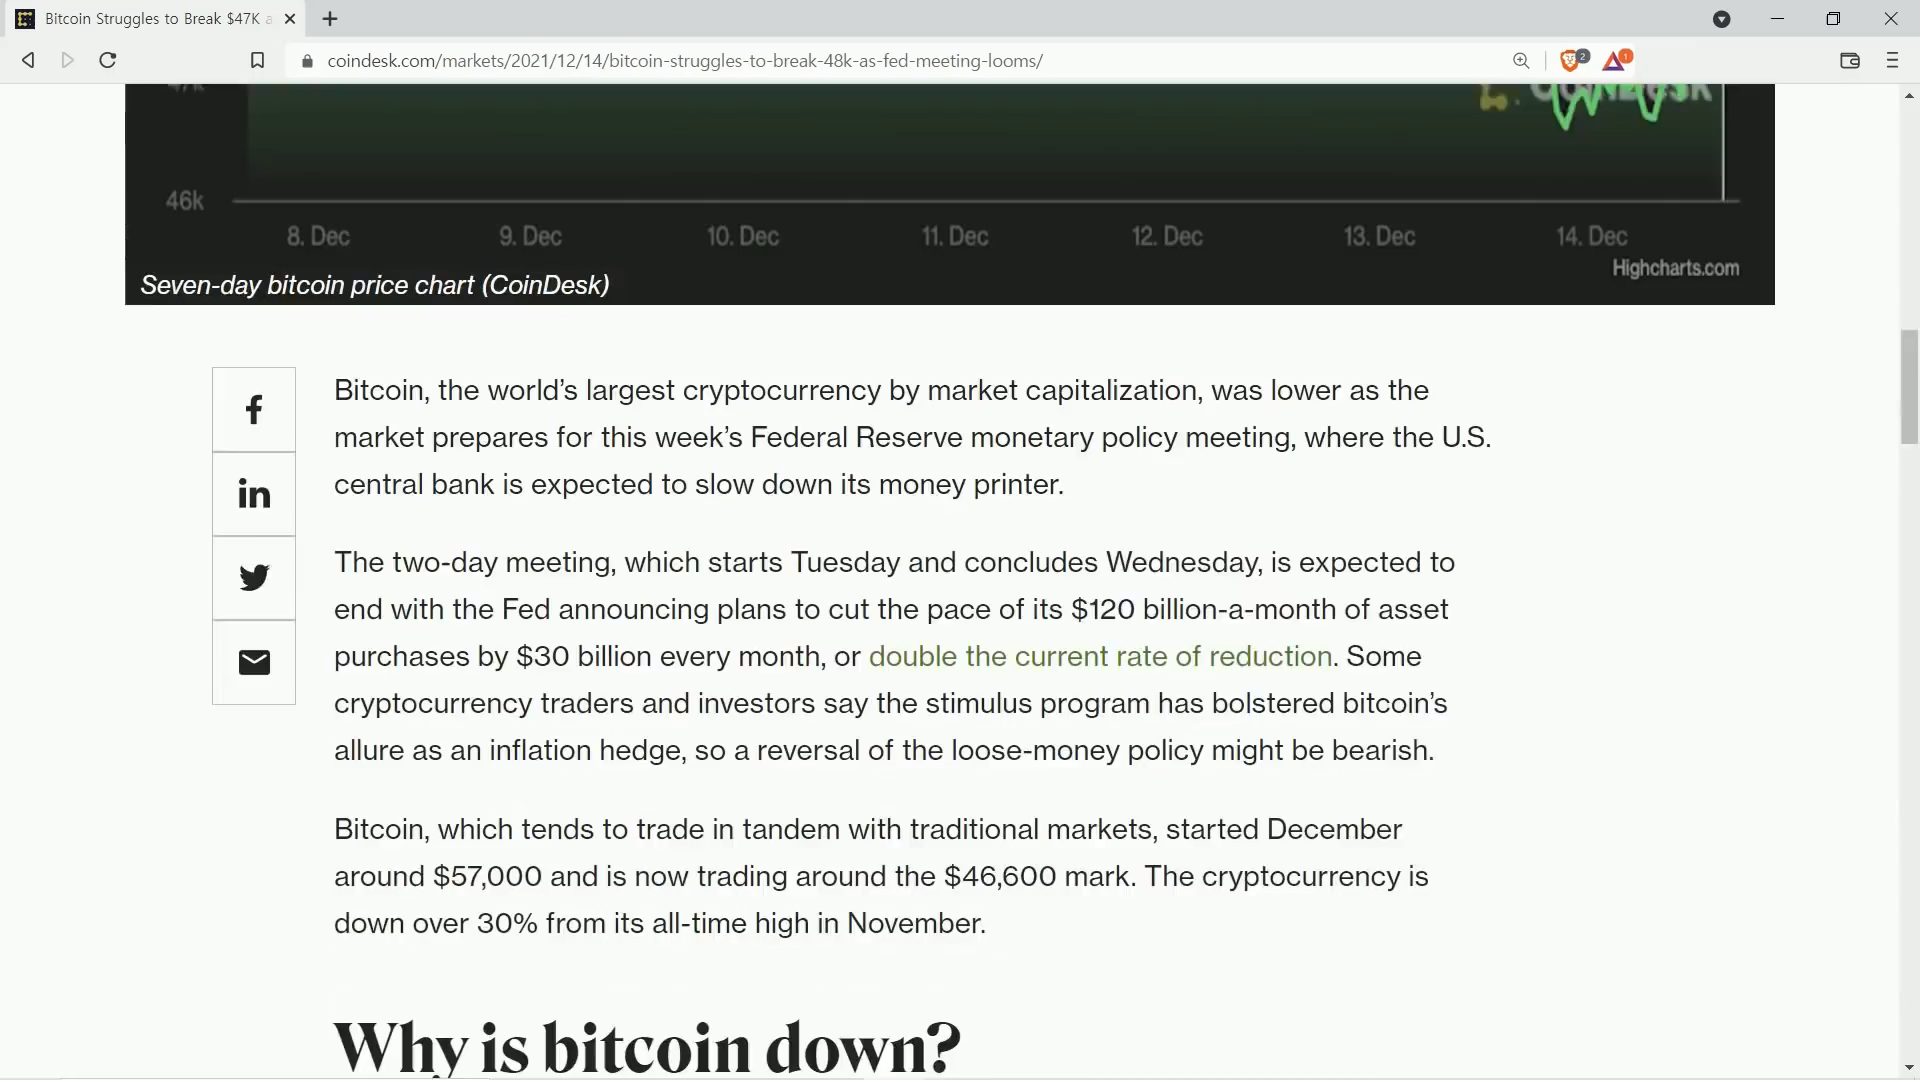 Bitcoin Struggles to Break $47K a
coindesk.com/markets/2021/12/14/bitcoin-struggles-to-break-48k-as-fed-meeting-looms/
2
1
46k
8. Dec 9. Dec 10. Dec 11. Dec 12. Dec 13. Dec 14. Dec
Highcharts.com
Seven-day bitcoin price chart (CoinDesk)
f
in
Bitcoin, the world’s largest cryptocurrency by market capitalization, was lower as the
market prepares for this week’s Federal Reserve monetary policy meeting, where the U.S.
central bank is expected to slow down its money printer.
The two-day meeting, which starts Tuesday and concludes Wednesday, is expected to
end with the Fed announcing plans to cut the pace of its $120 billion-a-month of asset
purchases by $30 billion every month, or double the current rate of reduction. Some
cryptocurrency traders and investors say the stimulus program has bolstered bitcoin’s
allure as an inflation hedge, so a reversal of the loose-money policy might be bearish.
Bitcoin, which tends to trade in tandem with traditional markets, started December
around $57,000 and is now trading around the $46,600 mark. The cryptocurrency is
down over 30% from its all-time high in November.
Why is bitcoin down?